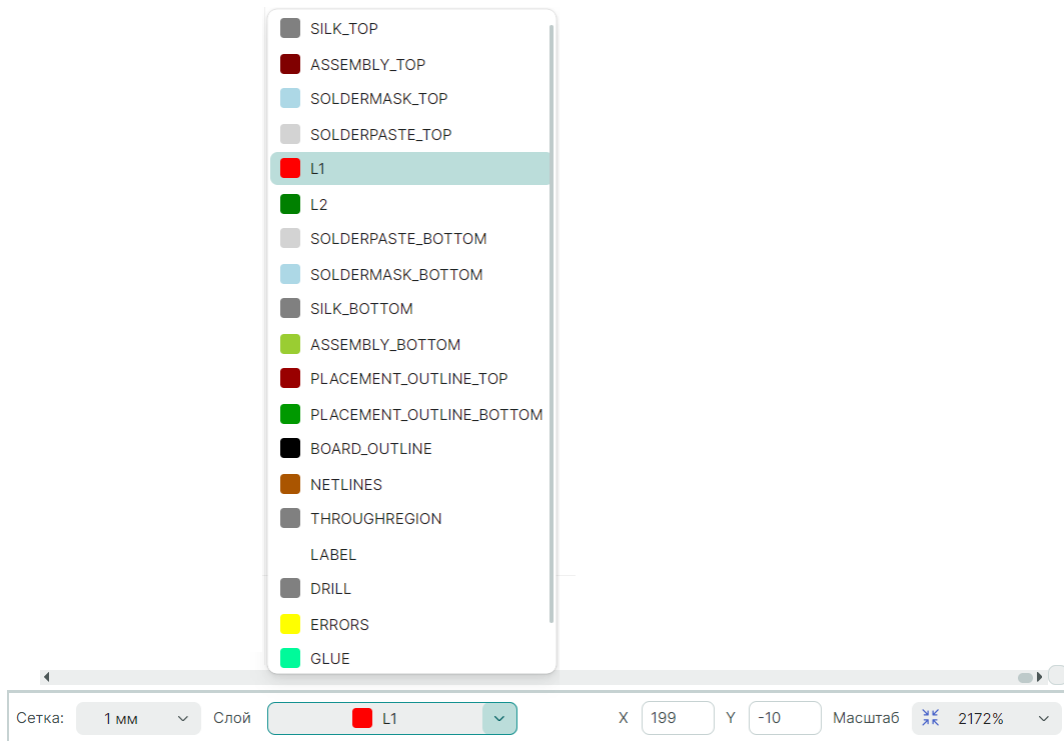 SILK_TOP
ASSEMBLY_TOP
SOLDERMASK_TOP
SOLDERPASTE_TOP
L1
L2
SOLDERPASTE_BOTTOM
SOLDERMASK_BOTTOM
SILK_BOTTOM
ASSEMBLY_BOTTOM
PLACEMENT_OUTLINE_TOP
PLACEMENT_OUTLINE_BOTTOM
BOARD_OUTLINE
NETLINES
THROUGHREGION
LABEL
DRILL
ERRORS
GLUE
Сетка: 1 мм Слой L1 X 199 Y -10 Масштаб 2172%